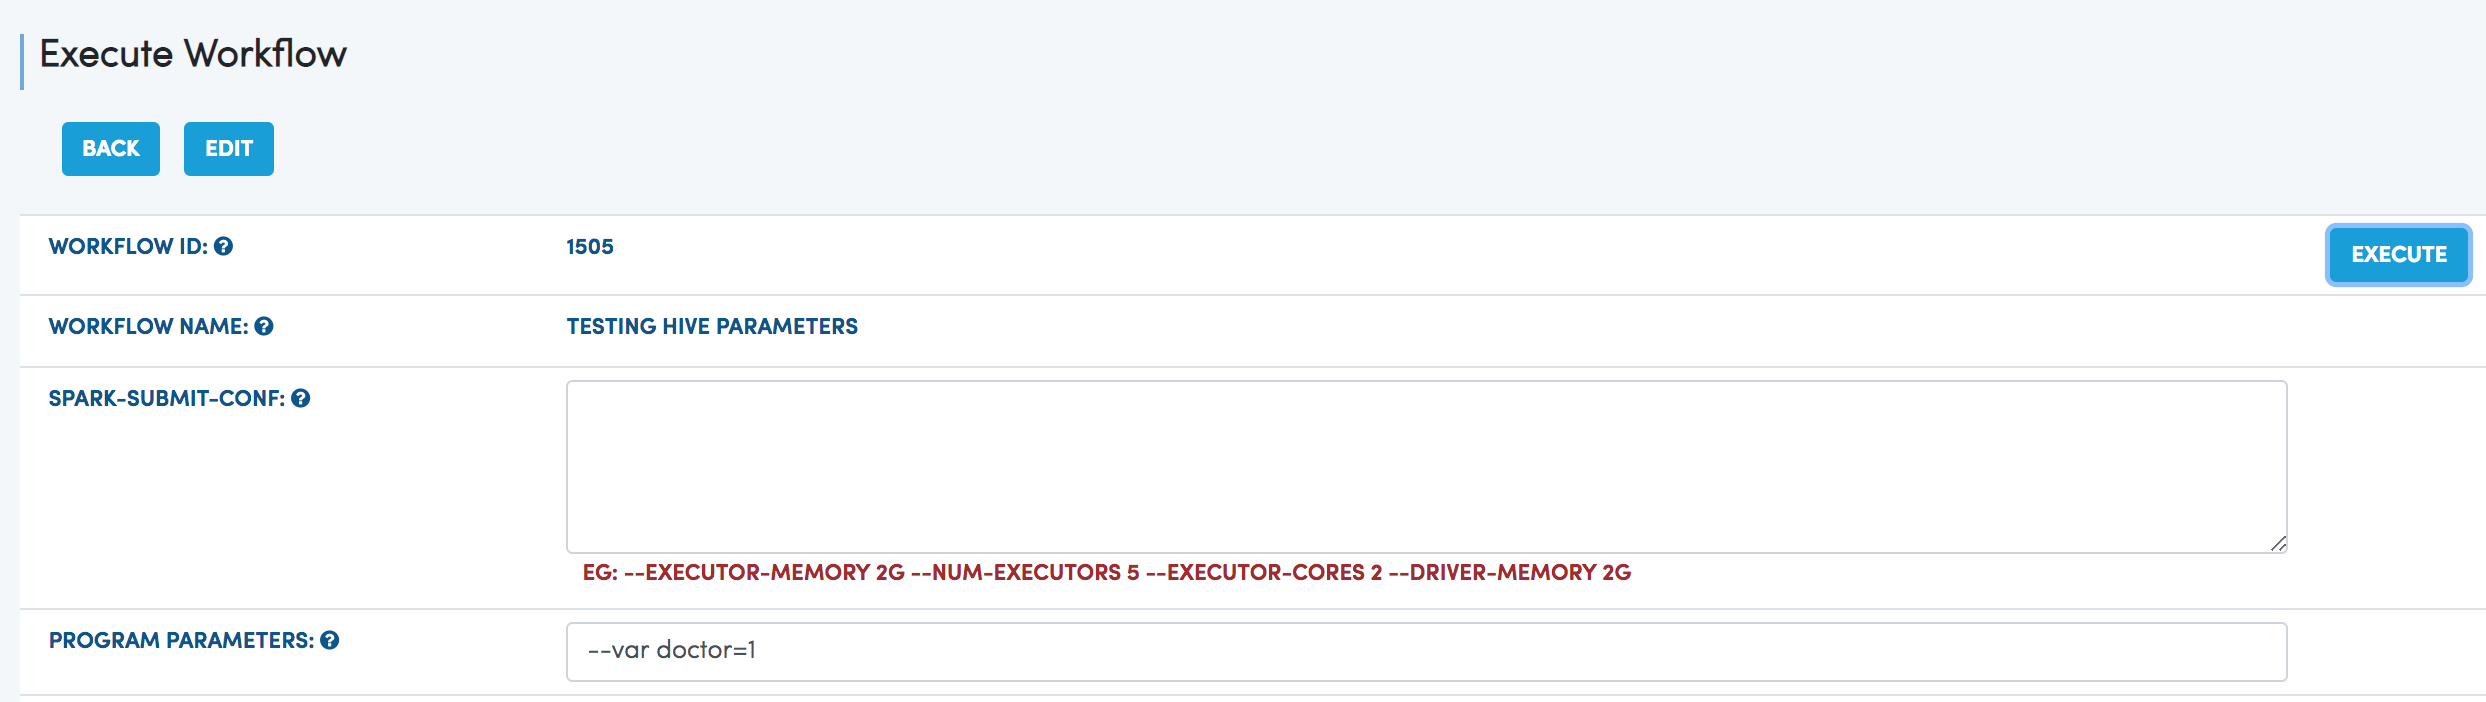 Execute Workflow
BACK EDIT
WORKFLOW ID: 1505 EXECUTE
WORKFLOW NAME: TESTING HIVE PARAMETERS
SPARK-SUBMIT-CONF:
EG: --EXECUTOR-MEMORY 2G --NUM-EXECUTORS 5 --EXECUTOR-CORES 2 --DRIVER-MEMORY 2G
PROGRAM PARAMETERS: --var doctor=1